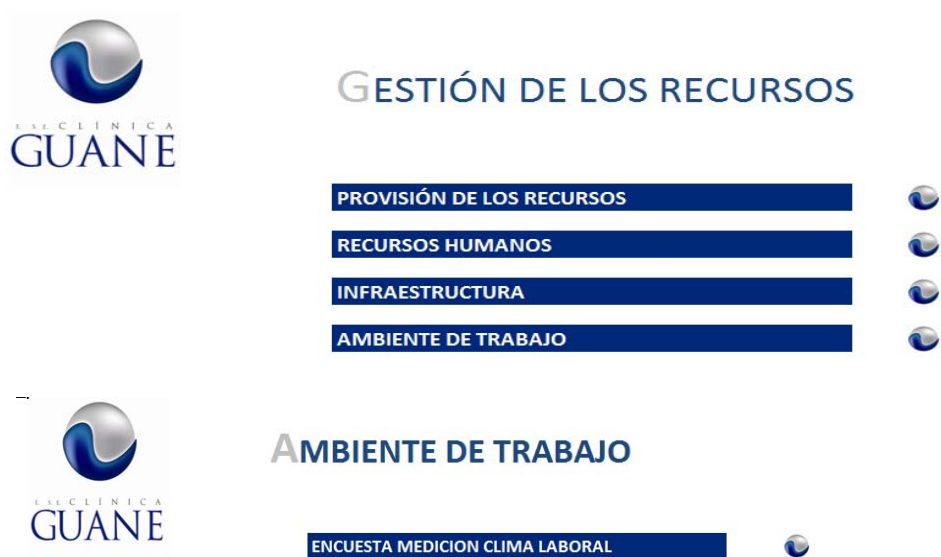 GESTIÓN DE LOS RECURSOS
E.S.E. CLÍNICA
GUANE
PROVISIÓN DE LOS RECURSOS
RECURSOS HUMANOS
INFRAESTRUCTURA
AMBIENTE DE TRABAJO
AMBIENTE DE TRABAJO
E.S.E. CLÍNICA
GUANE
ENCUESTA MEDICION CLIMA LABORAL